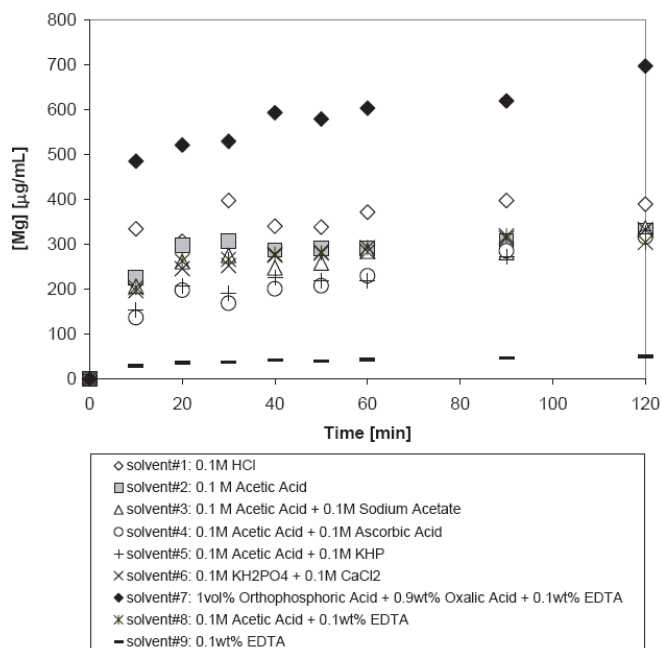 800
700
600
500
400
300
200
100
0
[Mg] [µg/mL]
0 20 40 60 80 100 120
Time [min]
solvent#1: 0.1M HCl
solvent#2: 0.1 M Acetic Acid
solvent#3: 0.1 M Acetic Acid + 0.1M Sodium Acetate
solvent#4: 0.1M Acetic Acid + 0.1M Ascorbic Acid
solvent#5: 0.1M Acetic Acid + 0.1M KHP
solvent#6: 0.1M KH2PO4 + 0.1M CaCl2
solvent#7: 1vol% Orthophosphoric Acid + 0.9wt% Oxalic Acid + 0.1wt% EDTA
solvent#8: 0.1M Acetic Acid + 0.1wt% EDTA
solvent#9: 0.1wt% EDTA